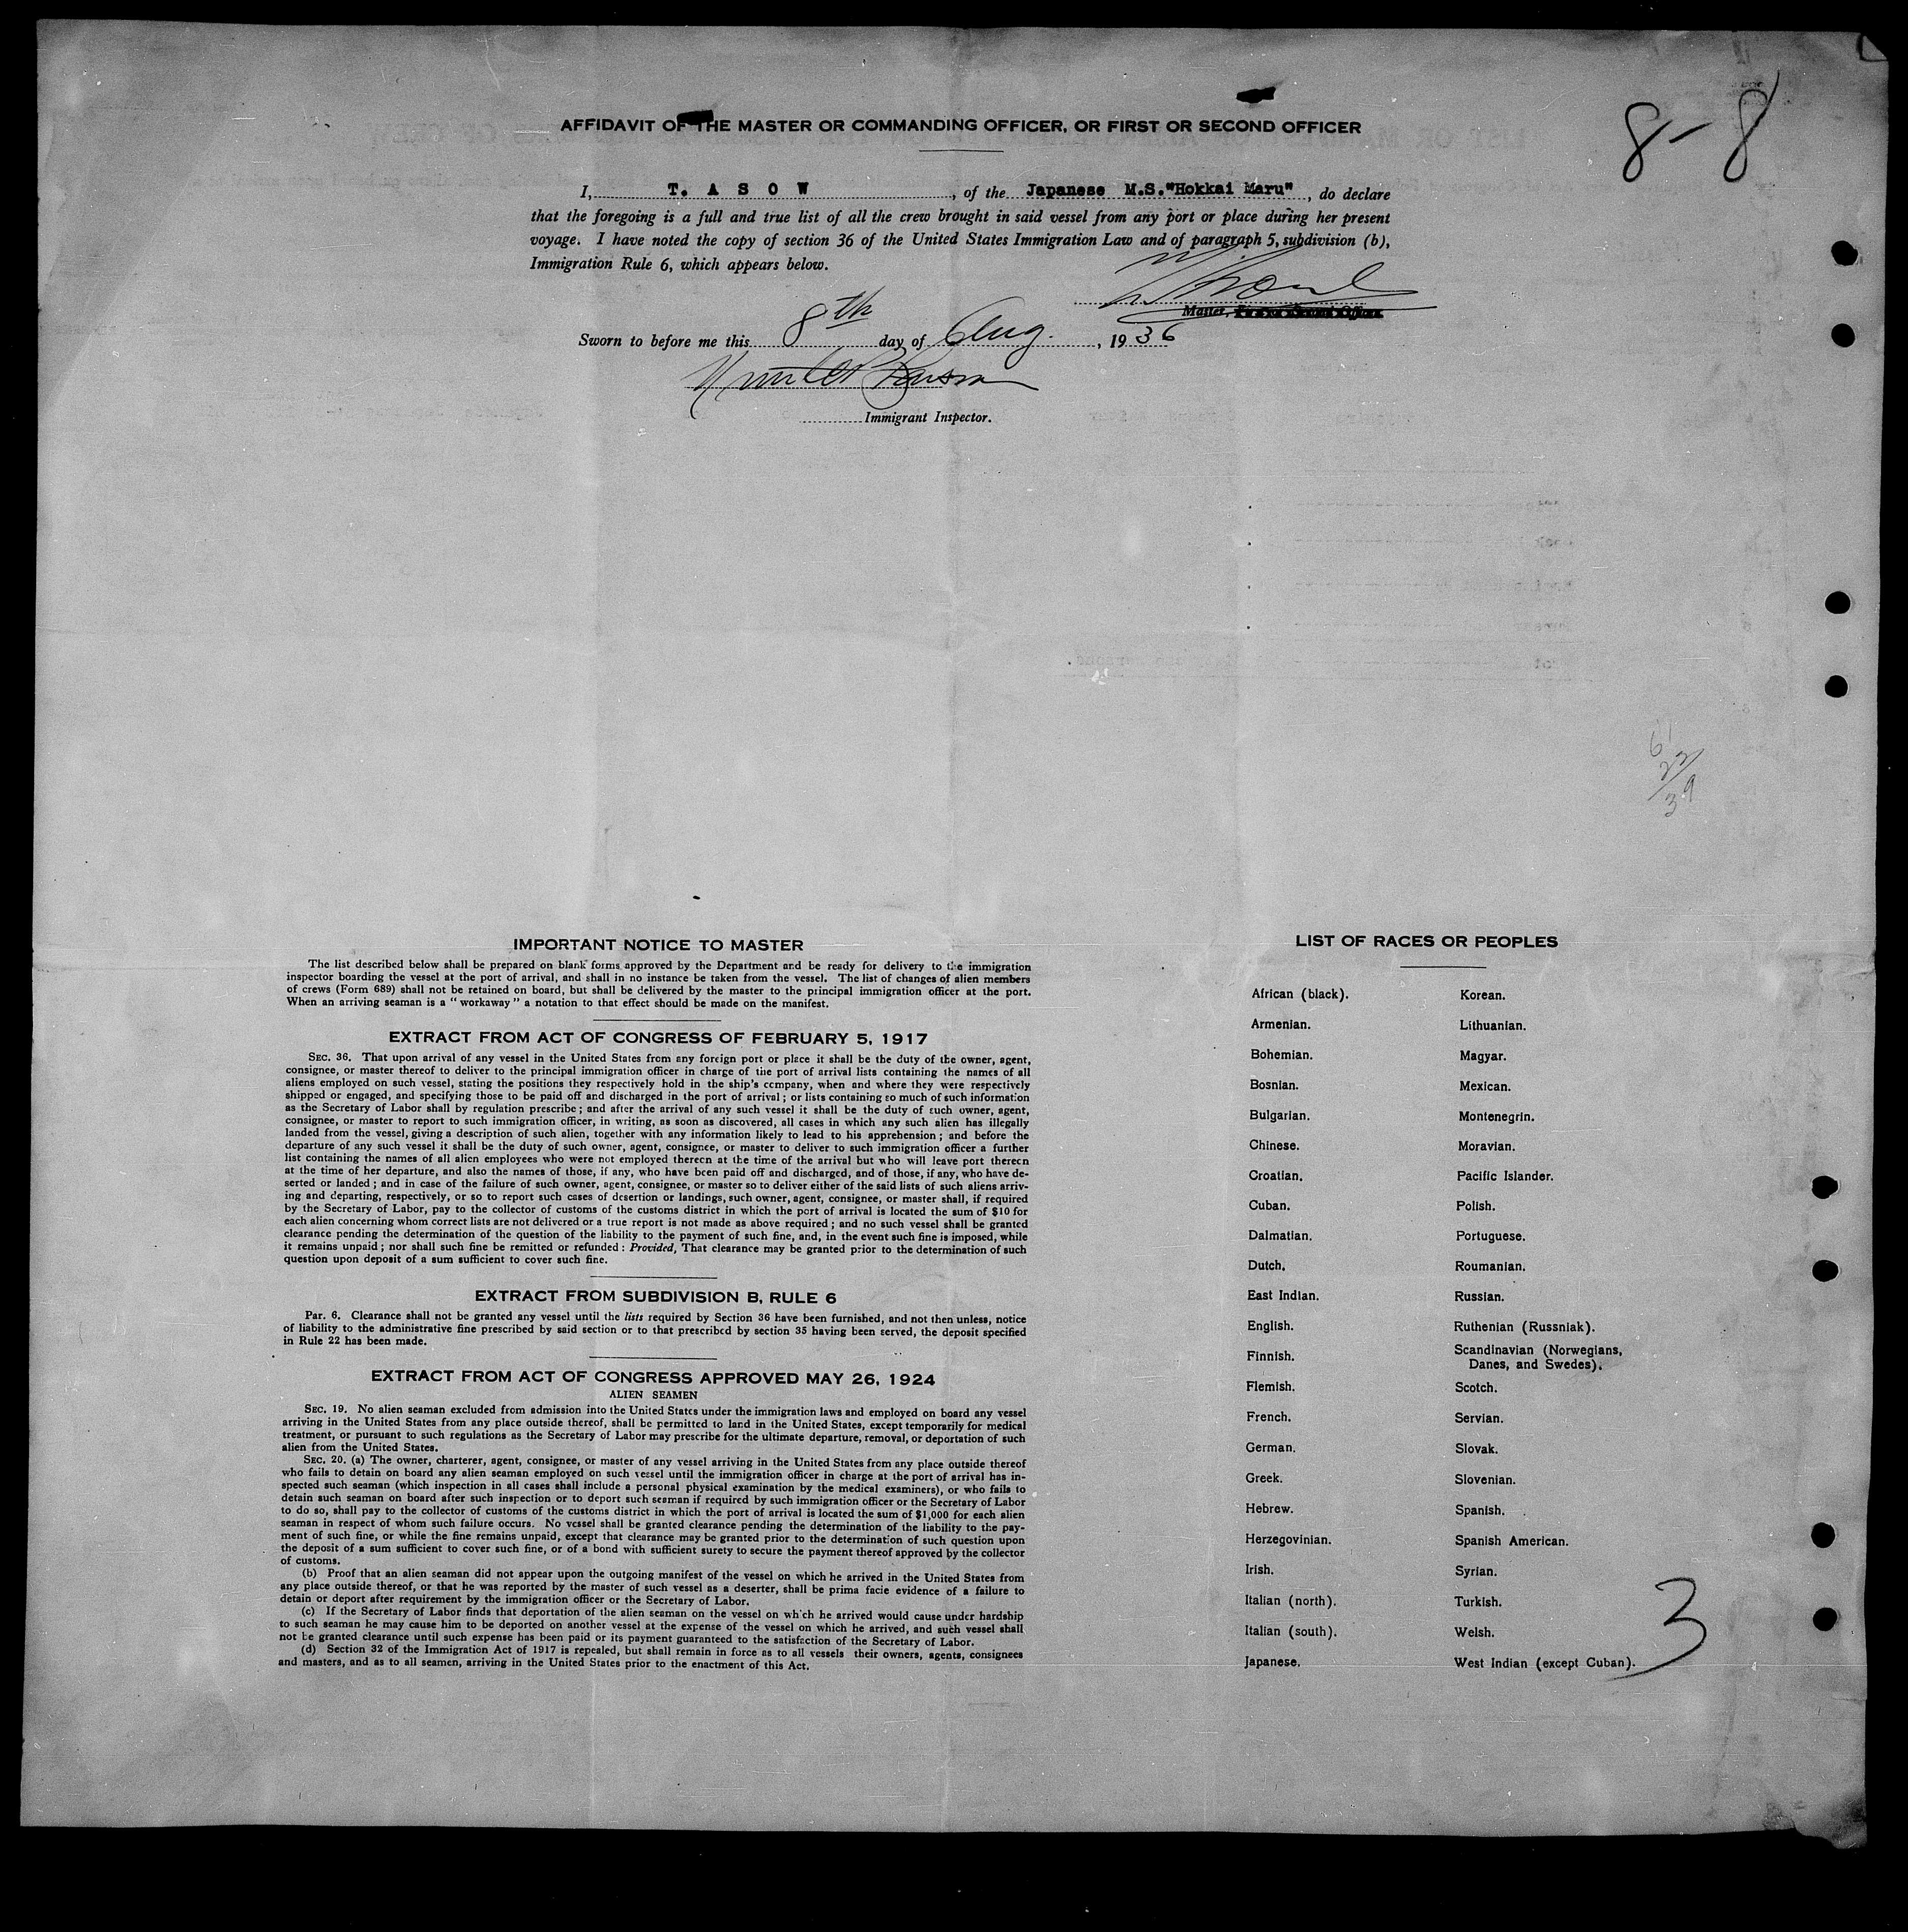 AFFIDAVIT OF THE MASTER OR COMMANDING OFFICER, OR FIRST OR SECOND OFFICER
8-8
I, T. A S O W, of the Japanese M.S."Hokkai Maru", do declare
that the foregoing is a full and true list of all the crew brought in said vessel from any port or place during her present
voyage. I have noted the copy of section 36 of the United States Immigration Law and of paragraph 5, subdivision (b),
Immigration Rule 6, which appears below.
Master,
Sworn to before me this 8th day of Aug., 1936
Immigrant Inspector.
61
22
39
IMPORTANT NOTICE TO MASTER
The list described below shall be prepared on blank forms approved by the Department and be ready for delivery to the immigration
inspector boarding the vessel at the port of arrival, and shall in no instance be taken from the vessel. The list of changes of alien members
of crews (Form 689) shall not be retained on board, but shall be delivered by the master to the principal immigration officer at the port.
When an arriving seaman is a "workaway" a notation to that effect should be made on the manifest.
EXTRACT FROM ACT OF CONGRESS OF FEBRUARY 5, 1917
SEC. 36. That upon arrival of any vessel in the United States from any foreign port or place it shall be the duty of the owner, agent,
consignee, or master thereof to deliver to the principal immigration officer in charge of the port of arrival lists containing the names of all
aliens employed on such vessel, stating the positions they respectively hold in the ship's company, when and where they were respectively
shipped or engaged, and specifying those to be paid off and discharged in the port of arrival; or lists containing so much of such information
as the Secretary of Labor shall by regulation prescribe; and after the arrival of any such vessel it shall be the duty of such owner, agent,
consignee, or master to report to such immigration officer, in writing, as soon as discovered, all cases in which any such alien has illegally
landed from the vessel, giving a description of such alien, together with any information likely to lead to his apprehension; and before the
departure of any such vessel it shall be the duty of such owner, agent, consignee, or master to deliver to such immigration officer a further
list containing the names of all alien employees who were not employed thereon at the time of the arrival but who will leave port thereon
at the time of her departure, and also the names of those, if any, who have been paid off and discharged, and of those, if any, who have de-
serted or landed; and in case of the failure of such owner, agent, consignee, or master so to deliver either of the said lists of such aliens arriv-
ing and departing, respectively, or so to report such cases of desertion or landings, such owner, agent, consignee, or master shall, if required
by the Secretary of Labor, pay to the collector of customs of the customs district in which the port of arrival is located the sum of $10 for
each alien concerning whom correct lists are not delivered or a true report is not made as above required; and no such vessel shall be granted
clearance pending the determination of the question of the liability to the payment of such fine, and, in the event such fine is imposed, while
it remains unpaid; nor shall such fine be remitted or refunded: Provided, That clearance may be granted prior to the determination of such
question upon deposit of a sum sufficient to cover such fine.
EXTRACT FROM SUBDIVISION B, RULE 6
Par. 6. Clearance shall not be granted any vessel until the lists required by Section 36 have been furnished, and not then unless, notice
of liability to the administrative fine prescribed by said section or to that prescribed by section 35 having been served, the deposit specified
in Rule 22 has been made.
EXTRACT FROM ACT OF CONGRESS APPROVED MAY 26, 1924
ALIEN SEAMEN
SEC. 19. No alien seaman excluded from admission into the United States under the immigration laws and employed on board any vessel
arriving in the United States from any place outside thereof, shall be permitted to land in the United States, except temporarily for medical
treatment, or pursuant to such regulations as the Secretary of Labor may prescribe for the ultimate departure, removal, or deportation of such
alien from the United States.
SEC. 20. (a) The owner, charterer, agent, consignee, or master of any vessel arriving in the United States from any place outside thereof
who fails to detain on board any alien seaman employed on such vessel until the immigration officer in charge at the port of arrival has in-
spected such seaman (which inspection in all cases shall include a personal physical examination by the medical examiners), or who fails to
detain such seaman on board after such inspection or to deport such seaman if required by such immigration officer or the Secretary of Labor
to do so, shall pay to the collector of customs of the customs district in which the port of arrival is located the sum of $1,000 for each alien
seaman in respect of whom such failure occurs. No vessel shall be granted clearance pending the determination of the liability to the pay-
ment of such fine, or while the fine remains unpaid, except that clearance may be granted prior to the determination of such question upon
the deposit of a sum sufficient to cover such fine, or of a bond with sufficient surety to secure the payment thereof approved by the collector
of customs.
(b) Proof that an alien seaman did not appear upon the outgoing manifest of the vessel on which he arrived in the United States from
any place outside thereof, or that he was reported by the master of such vessel as a deserter, shall be prima facie evidence of a failure to
detain or deport after requirement by the immigration officer or the Secretary of Labor.
(c) If the Secretary of Labor finds that deportation of the alien seaman on the vessel on which he arrived would cause under hardship
to such seaman he may cause him to be deported on another vessel at the expense of the vessel on which he arrived, and such vessel shall
not be granted clearance until such expense has been paid or its payment guaranteed to the satisfaction of the Secretary of Labor.
(d) Section 32 of the Immigration Act of 1917 is repealed, but shall remain in force as to all vessels their owners, agents, consignees
and masters, and as to all seamen, arriving in the United States prior to the enactment of this Act.
LIST OF RACES OR PEOPLES
African (black).
Armenian.
Bohemian.
Bosnian.
Bulgarian.
Chinese.
Croatian.
Cuban.
Dalmatian.
Dutch.
East Indian.
English.
Finnish.
Flemish.
French.
German.
Greek.
Hebrew.
Herzegovinian.
Irish.
Italian (north).
Italian (south).
Japanese.
Korean.
Lithuanian.
Magyar.
Mexican.
Montenegrin.
Moravian.
Pacific Islander.
Polish.
Portuguese.
Roumanian.
Russian.
Ruthenian (Russniak).
Scandinavian (Norwegians,
Danes, and Swedes).
Scotch.
Servian.
Slovak.
Slovenian.
Spanish.
Spanish American.
Syrian.
Turkish.
Welsh.
West Indian (except Cuban).
3